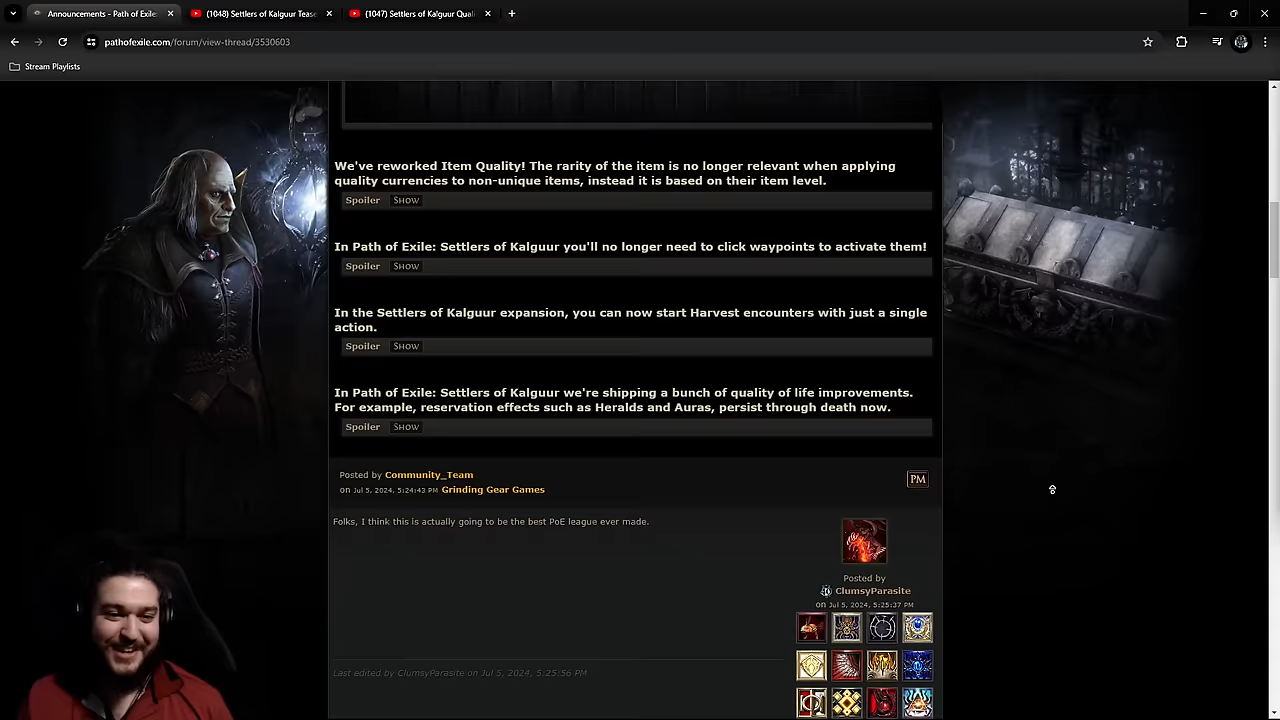 Announcements - Path of Exile:
(1048) Settlers of Kalguur Tease
(1047) Settlers of Kalguur Quali
pathofexile.com/forum/view-thread/3530603
Stream Playlists
We've reworked Item Quality! The rarity of the item is no longer relevant when applying
quality currencies to non-unique items, instead it is based on their item level.
Spoiler SHOW
In Path of Exile: Settlers of Kalguur you'll no longer need to click waypoints to activate them!
Spoiler SHOW
In the Settlers of Kalguur expansion, you can now start Harvest encounters with just a single
action.
Spoiler SHOW
In Path of Exile: Settlers of Kalguur we're shipping a bunch of quality of life improvements.
For example, reservation effects such as Heralds and Auras, persist through death now.
Spoiler SHOW
Posted by Community_Team
on Jul 5, 2024, 5:24:43 PM Grinding Gear Games
PM
Folks, I think this is actually going to be the best PoE league ever made.
Posted by
ClumsyParasite
on Jul 5, 2024, 5:25:37 PM
Last edited by ClumsyParasite on Jul 5, 2024, 5:25:56 PM